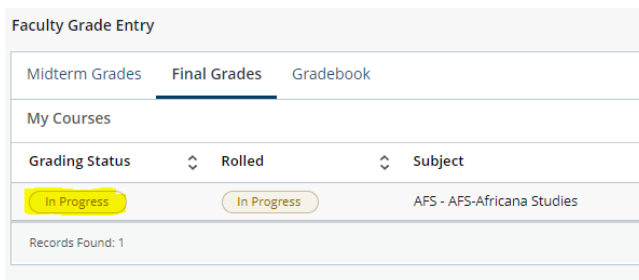 Faculty Grade Entry
Midterm Grades Final Grades Gradebook
My Courses
Grading Status Rolled Subject
In Progress In Progress AFS - AFS-Africana Studies
Records Found: 1